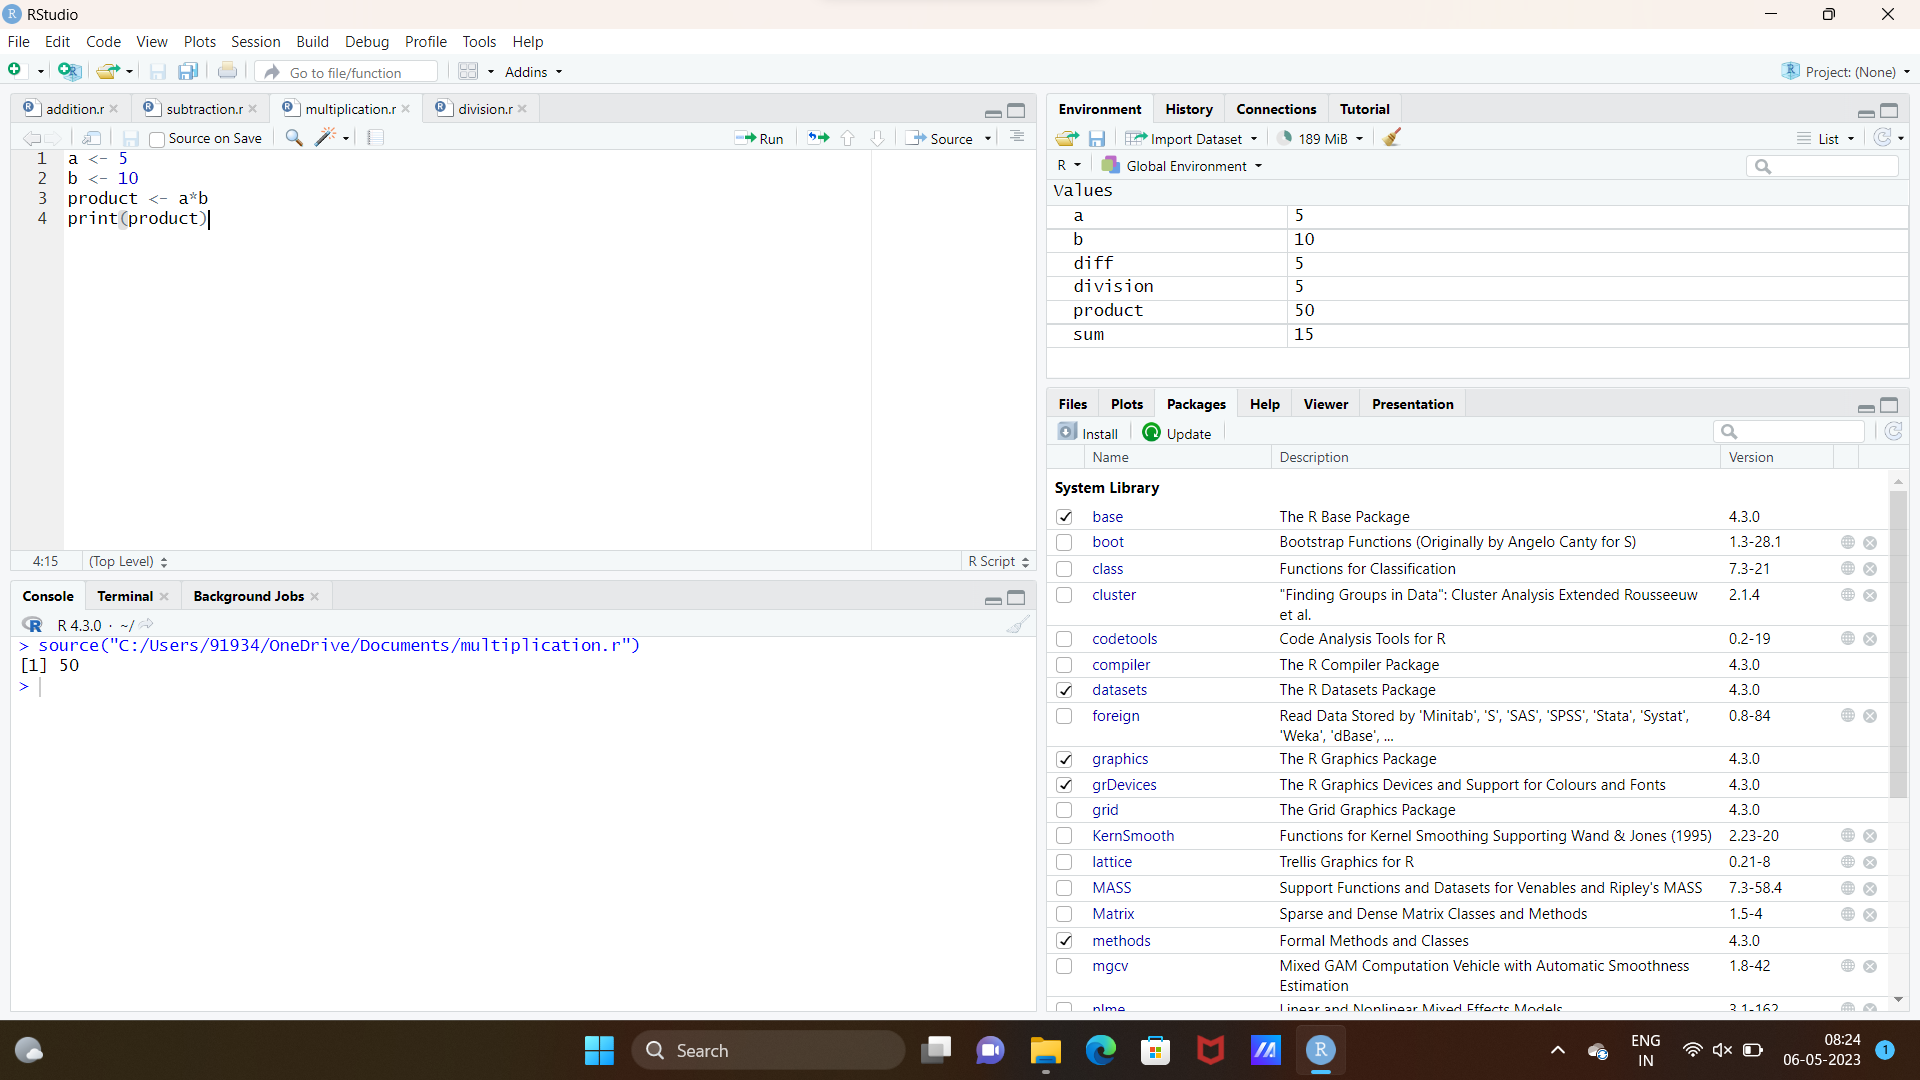 RStudio
File Edit Code View Plots Session Build Debug Profile Tools Help
Go to file/function Addins Project: (None)
addition.r subtraction.r multiplication.r division.r
Source on Save Run Source
1 a <- 5
2 b <- 10
3 product <- a*b
4 print(product)
4:15 (Top Level) R Script
Console Terminal Background Jobs
R 4.3.0 · ~/
> source("C:/Users/91934/OneDrive/Documents/multiplication.r")
[1] 50
>
Environment History Connections Tutorial
Import Dataset 189 MiB List
R Global Environment
Values
a 5
b 10
diff 5
division 5
product 50
sum 15
Files Plots Packages Help Viewer Presentation
Install Update
Name Description Version
System Library
base The R Base Package 4.3.0
boot Bootstrap Functions (Originally by Angelo Canty for S) 1.3-28.1
class Functions for Classification 7.3-21
cluster "Finding Groups in Data": Cluster Analysis Extended Rousseeuw 2.1.4
et al.
codetools Code Analysis Tools for R 0.2-19
compiler The R Compiler Package 4.3.0
datasets The R Datasets Package 4.3.0
foreign Read Data Stored by 'Minitab', 'S', 'SAS', 'SPSS', 'Stata', 'Systat', 0.8-84
'Weka', 'dBase', ...
graphics The R Graphics Package 4.3.0
grDevices The R Graphics Devices and Support for Colours and Fonts 4.3.0
grid The Grid Graphics Package 4.3.0
KernSmooth Functions for Kernel Smoothing Supporting Wand & Jones (1995) 2.23-20
lattice Trellis Graphics for R 0.21-8
MASS Support Functions and Datasets for Venables and Ripley's MASS 7.3-58.4
Matrix Sparse and Dense Matrix Classes and Methods 1.5-4
methods Formal Methods and Classes 4.3.0
mgcv Mixed GAM Computation Vehicle with Automatic Smoothness 1.8-42
Estimation
nlme Linear and Nonlinear Mixed Effects Models 3.1-162
Search
ENG
IN
08:24
06-05-2023
1